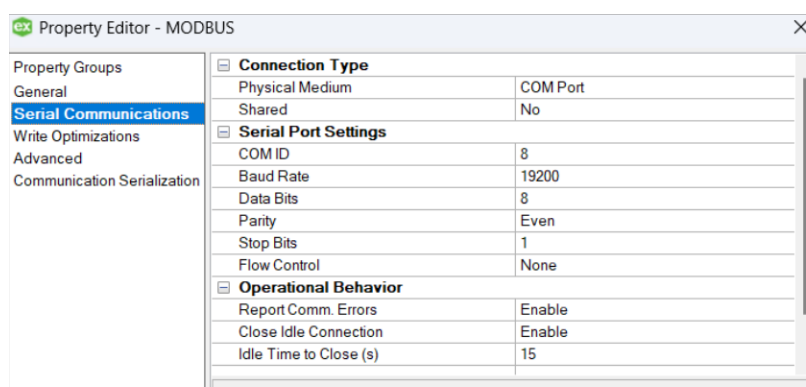 ex Property Editor - MODBUS
Property Groups
General
Serial Communications
Write Optimizations
Advanced
Communication Serialization
Connection Type
Physical Medium COM Port
Shared No
Serial Port Settings
COM ID 8
Baud Rate 19200
Data Bits 8
Parity Even
Stop Bits 1
Flow Control None
Operational Behavior
Report Comm. Errors Enable
Close Idle Connection Enable
Idle Time to Close (s) 15